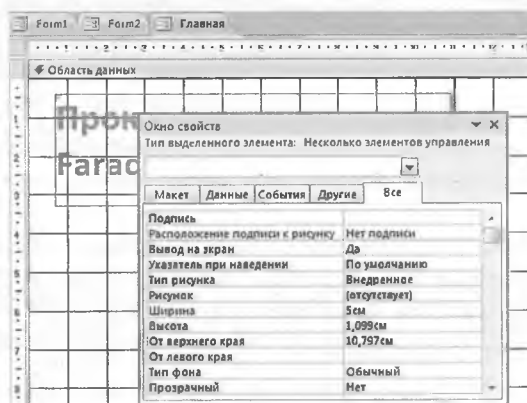 Form1 Form2 Главная
Область данных
Прок
Farad
Окно свойств
Тип выделенного элемента: Несколько элементов управления
Макет Данные События Другие Все
Подпись
Расположение подписи к рисунку Нет подписи
Вывод на экран Да
Указатель при наведении По умолчанию
Тип рисунка Внедренное
Рисунок (отсутствует)
Ширина 5см
Высота 1,099см
От верхнего края 10,797см
От левого края
Тип фона Обычный
Прозрачный Нет